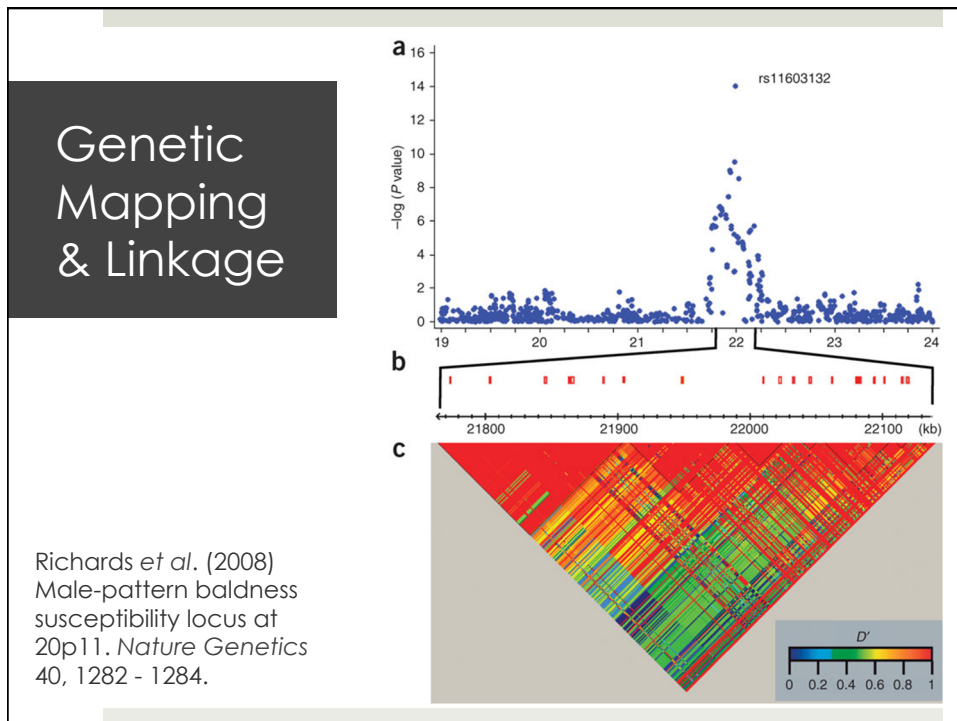 Genetic
Mapping
& Linkage
Richards et al. (2008)
Male-pattern baldness
susceptibility locus at
20p11. Nature Genetics
40, 1282 - 1284.
a
16
14
12
10
8
6
4
2
0
–log (P value)
rs11603132
19 20 21 22 23 24
b
21800 21900 22000 22100 (kb)
c
D'
0 0.2 0.4 0.6 0.8 1